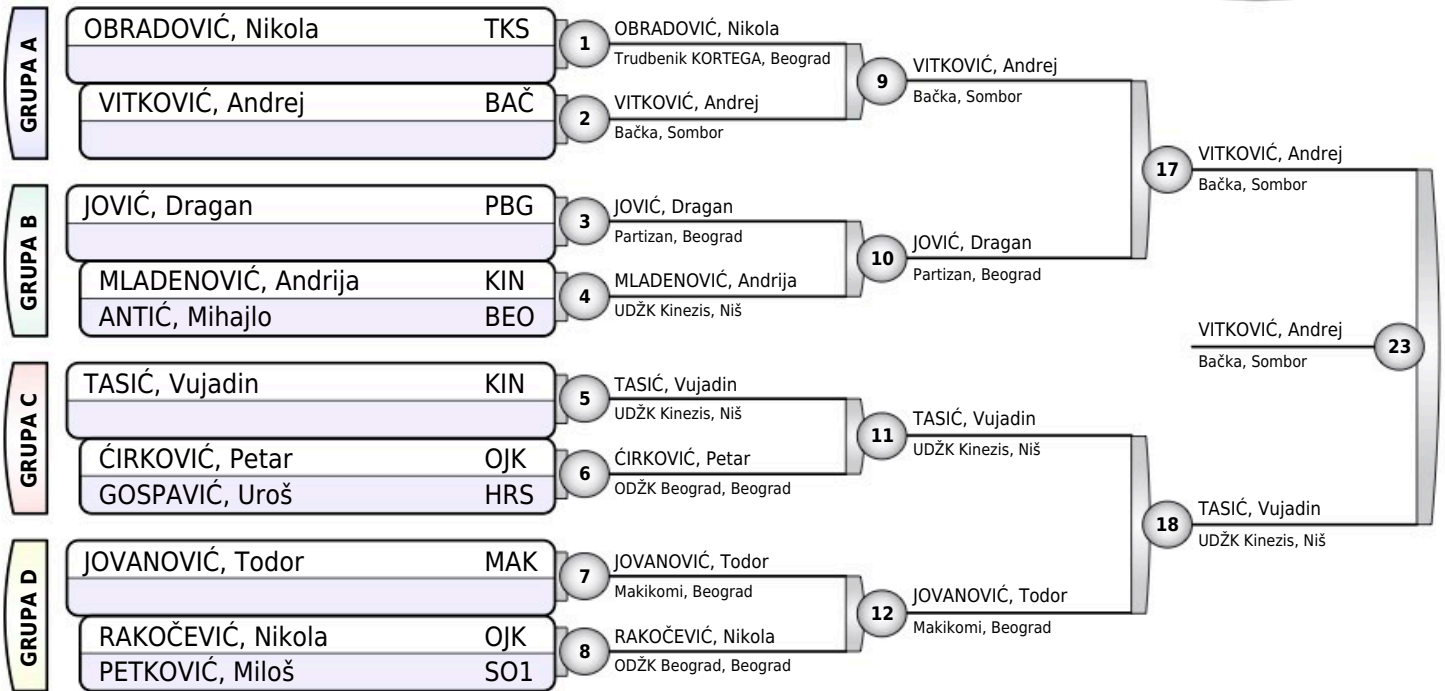 GRUPA A
OBRADOVIĆ, Nikola TKS
VITKOVIĆ, Andrej BAČ
GRUPA B
JOVIĆ, Dragan PBG
MLADENOVIĆ, Andrija KIN
ANTIĆ, Mihajlo BEO
GRUPA C
TASIĆ, Vujadin KIN
ĆIRKOVIĆ, Petar OJK
GOSPAVIĆ, Uroš HRS
GRUPA D
JOVANOVIĆ, Todor MAK
RAKOČEVIĆ, Nikola OJK
PETKOVIĆ, Miloš SO1
1
OBRADOVIĆ, Nikola
Trudbenik KORTEGA, Beograd
2
VITKOVIĆ, Andrej
Bačka, Sombor
3
JOVIĆ, Dragan
Partizan, Beograd
4
MLADENOVIĆ, Andrija
UDŽK Kinezis, Niš
5
TASIĆ, Vujadin
UDŽK Kinezis, Niš
6
ĆIRKOVIĆ, Petar
ODŽK Beograd, Beograd
7
JOVANOVIĆ, Todor
Makikomi, Beograd
8
RAKOČEVIĆ, Nikola
ODŽK Beograd, Beograd
9
VITKOVIĆ, Andrej
Bačka, Sombor
10
JOVIĆ, Dragan
Partizan, Beograd
11
TASIĆ, Vujadin
UDŽK Kinezis, Niš
12
JOVANOVIĆ, Todor
Makikomi, Beograd
17
VITKOVIĆ, Andrej
Bačka, Sombor
18
TASIĆ, Vujadin
UDŽK Kinezis, Niš
VITKOVIĆ, Andrej
Bačka, Sombor
23